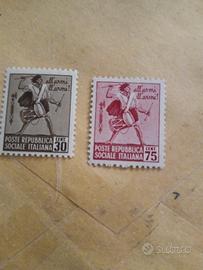 all'armi
all'armi!
POSTE REPUBBLICA
SOCIALE ITALIANA
CENT.
30
all'armi
all'armi!
POSTE REPUBBLICA
SOCIALE ITALIANA
CENT.
75
Subito.it